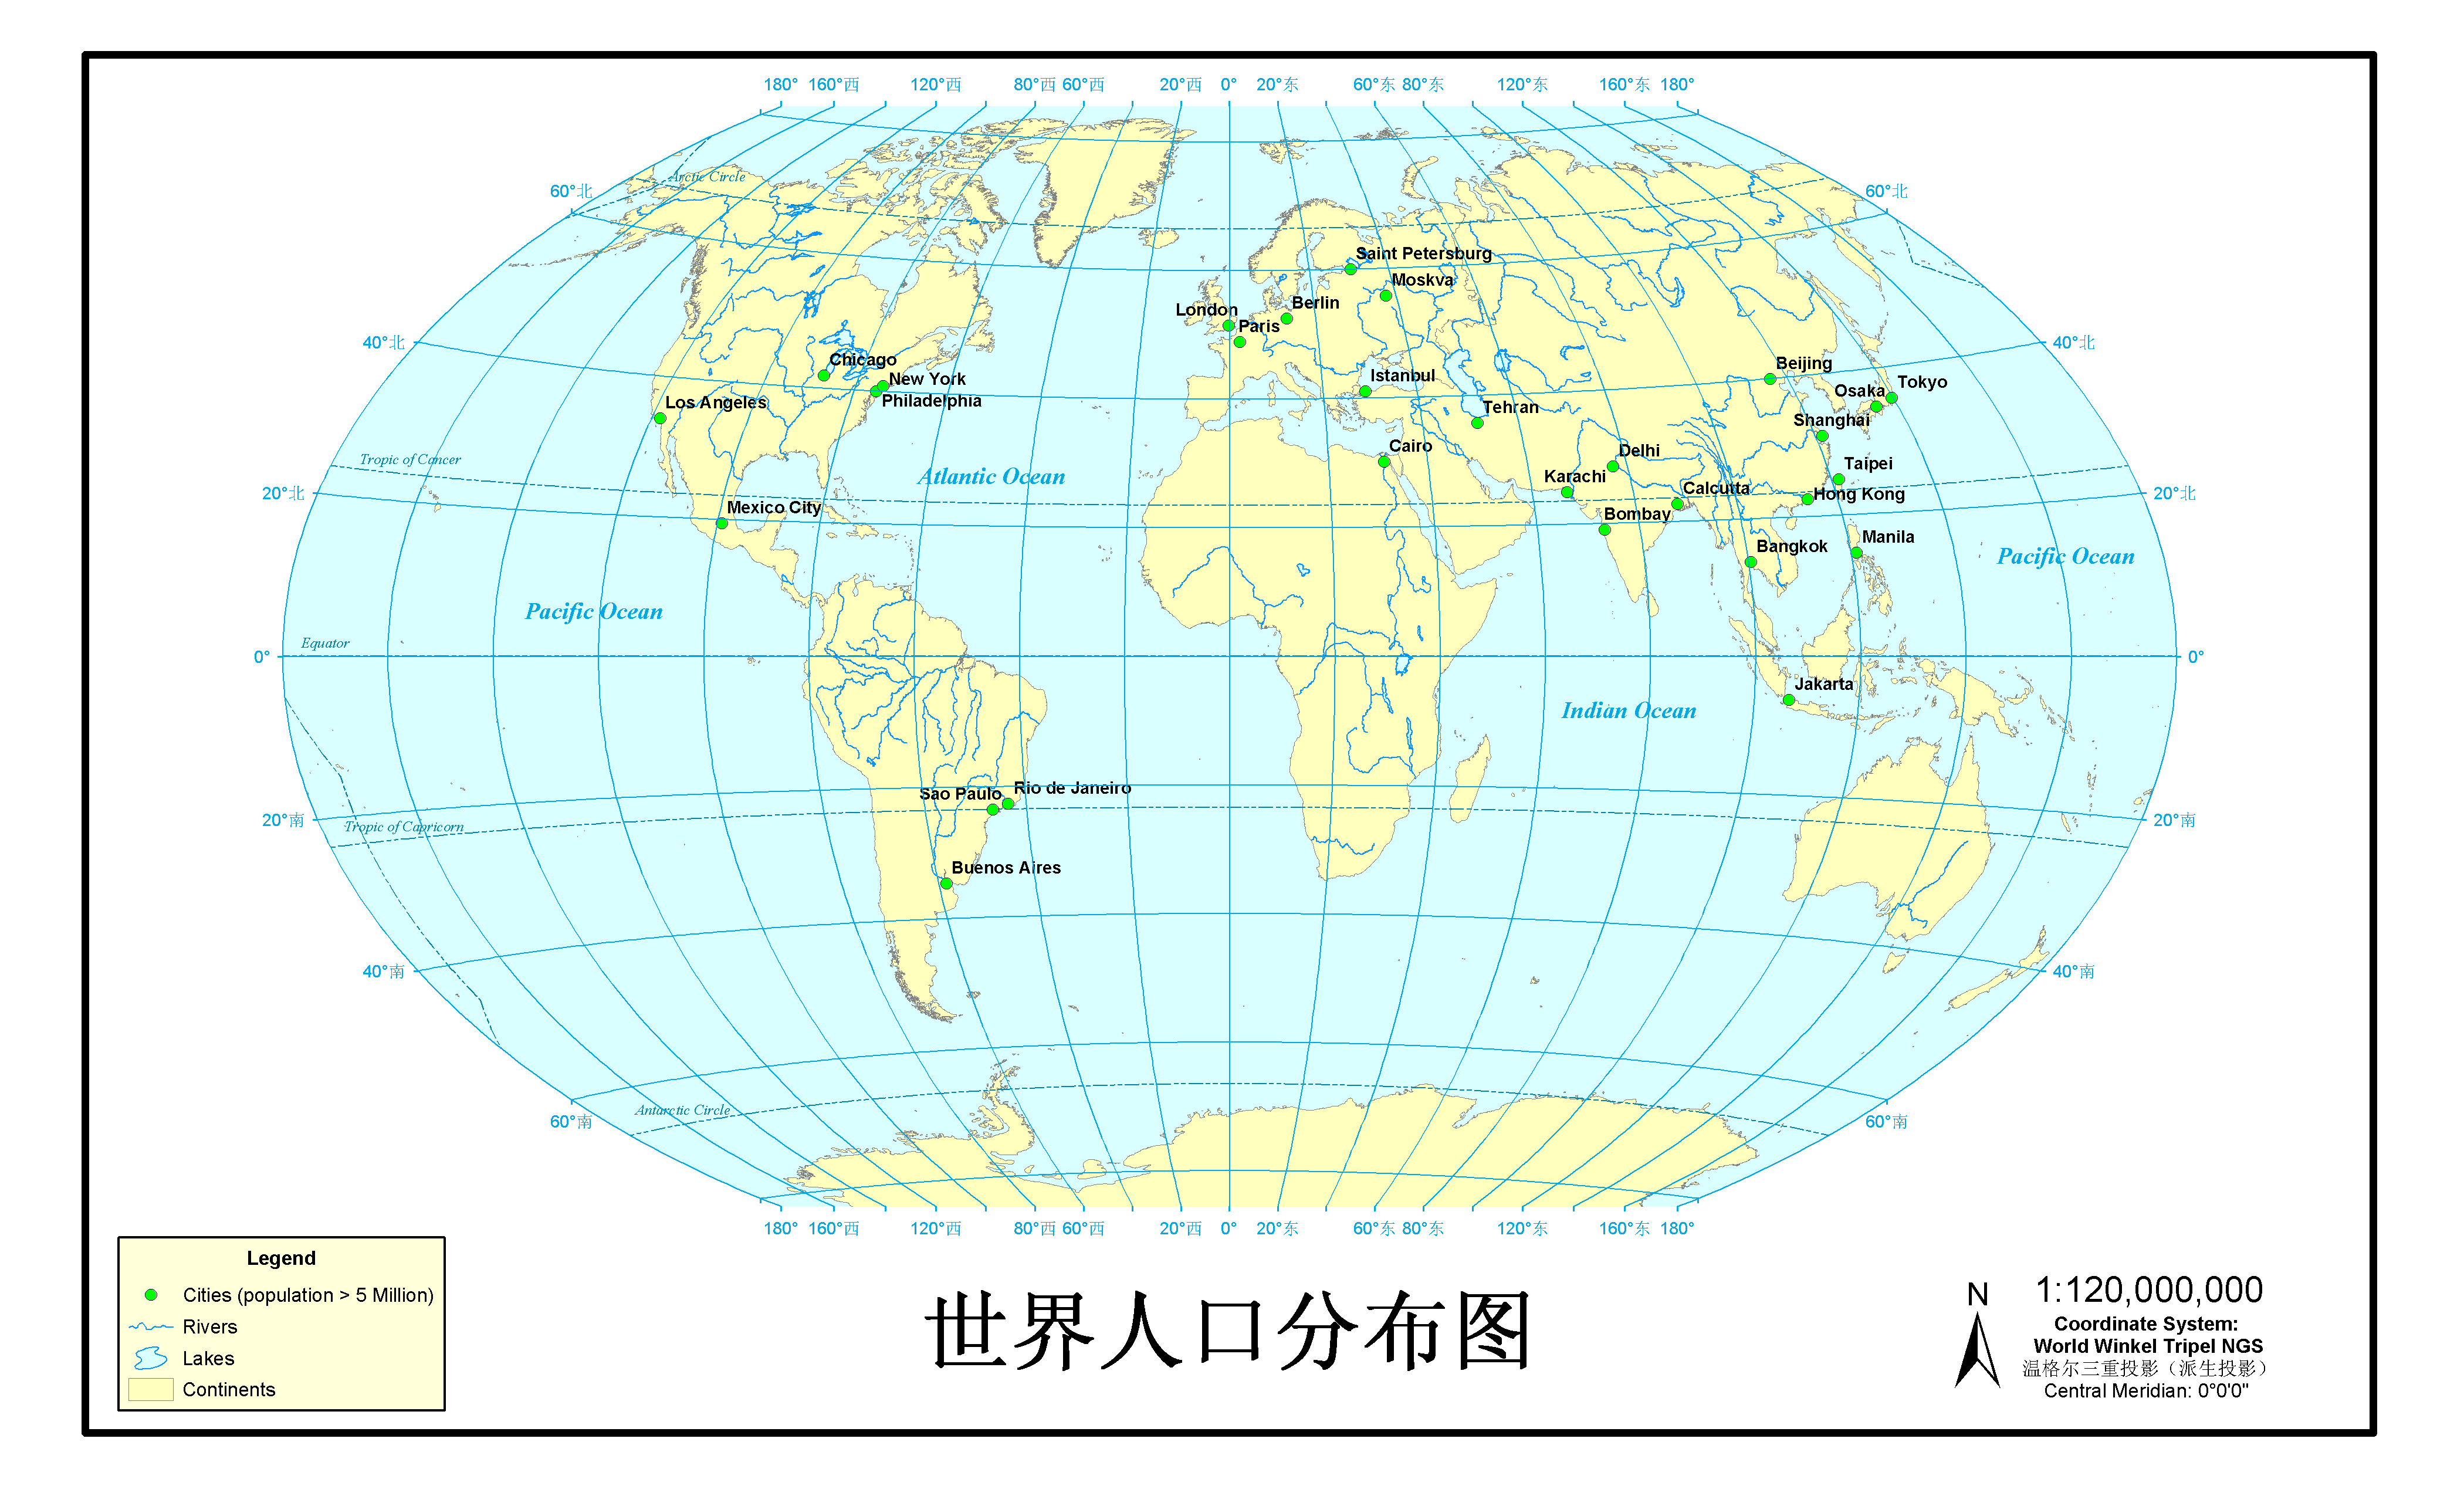 180° 160°西 120°西 80°西 60°西 20°西 0° 20°东 60°东 80°东 120°东 160°东 180°
Arctic Circle
60°北 60°北
Saint Petersburg
Moskva
Berlin
London
Paris
40°北 40°北
Chicago
Beijing
Istanbul
New York
Tokyo
Osaka
Philadelphia
Los Angeles
Tehran
Shanghai
Cairo
Delhi
Tropic of Cancer
Taipei
Atlantic Ocean
Karachi
Calcutta
20°北 20°北
Hong Kong
Mexico City
Bombay
Manila
Bangkok
Pacific Ocean
Pacific Ocean
Equator
0° 0°
Jakarta
Indian Ocean
Rio de Janeiro
Sao Paulo
20°南 20°南
Tropic of Capricorn
Buenos Aires
40°南 40°南
Antarctic Circle
60°南 60°南
180° 160°西 120°西 80°西 60°西 20°西 0° 20°东 60°东 80°东 120°东 160°东 180°
Legend
Cities (population > 5 Million)
Rivers
Lakes
Continents
世界人口分布图
N
1:120,000,000
Coordinate System:
World Winkel Tripel NGS
温格尔三重投影（派生投影）
Central Meridian: 0°0'0"